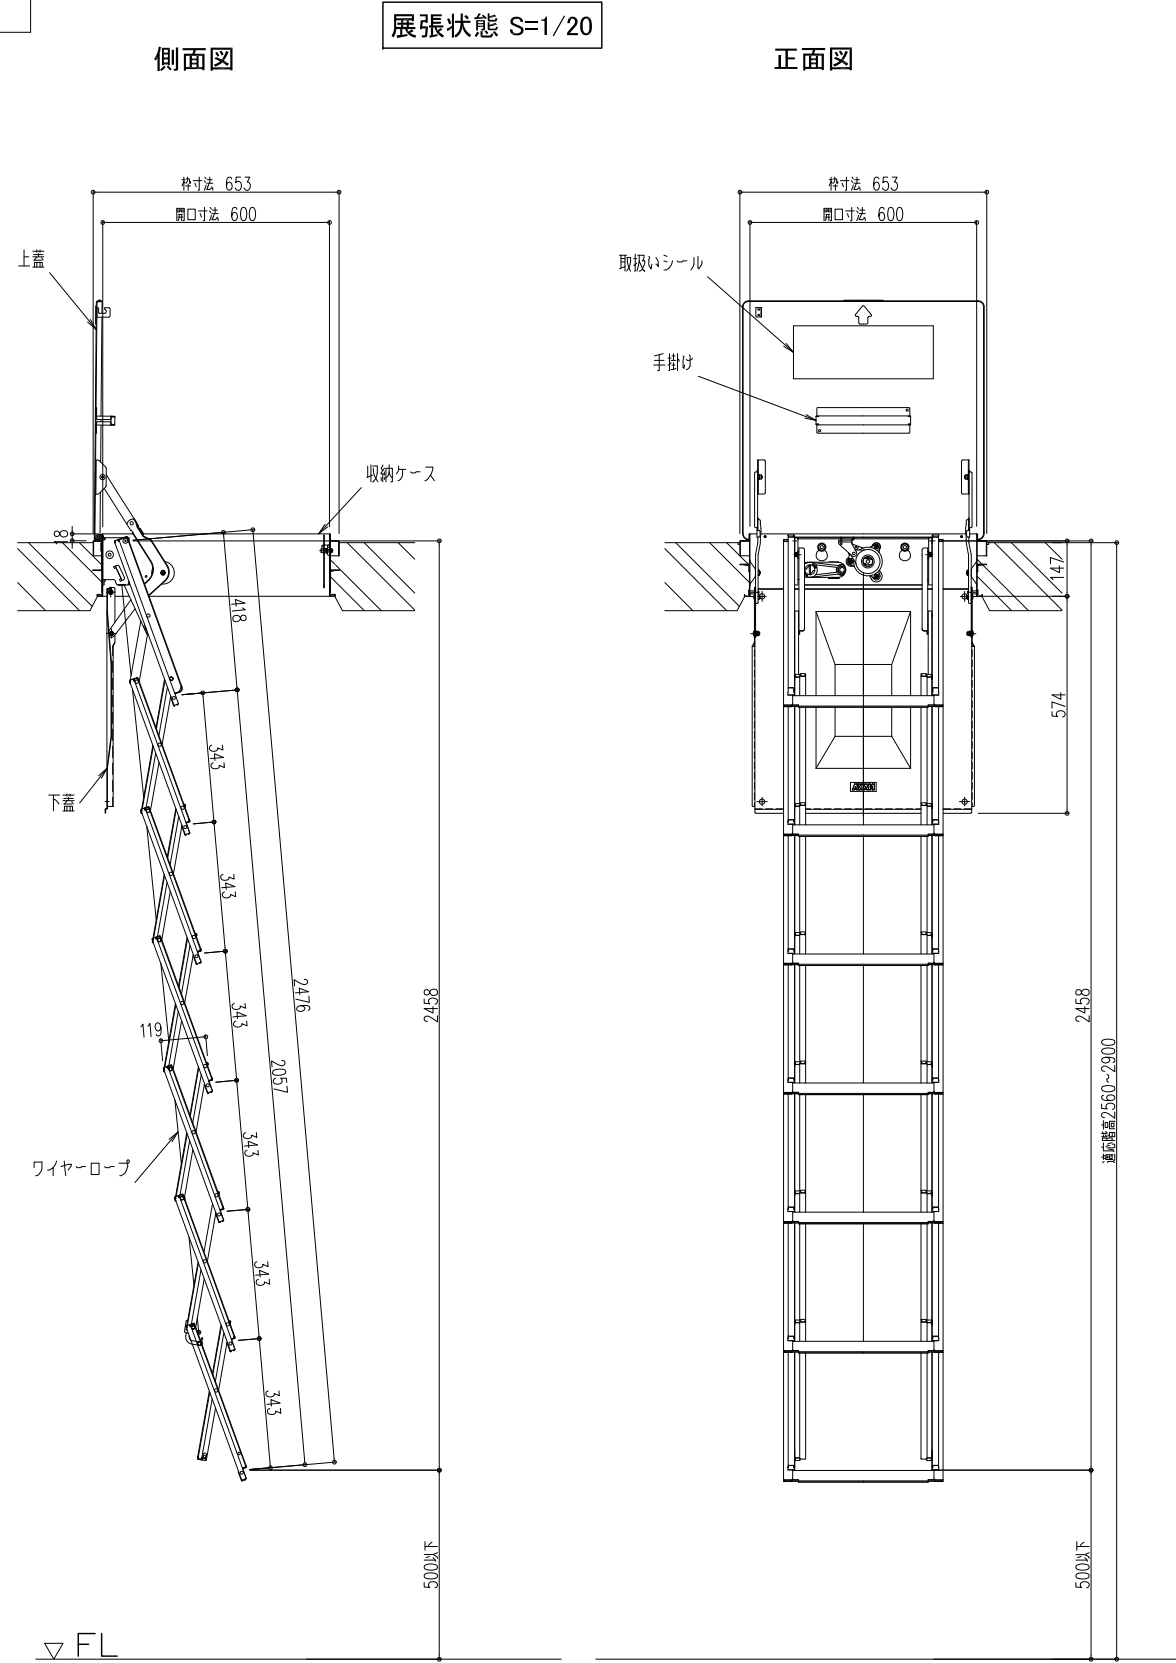 展張状態 S=1/20
側面図
正面図
枠寸法 653
開口寸法 600
上蓋
収納ケース
8
418
343
343
343
343
343
343
119
2476
2057
2458
下蓋
ワイヤーロープ
500以下
FL
枠寸法 653
開口寸法 600
取扱いシール
手掛け
147
574
2458
適応階高2560~2900
500以下